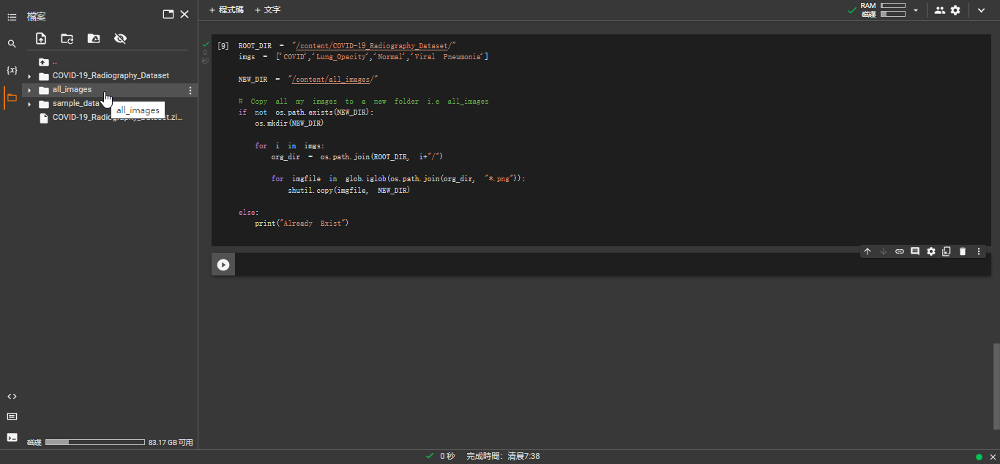 檔案
+ 程式碼 + 文字
RAM
磁碟
..
COVID-19_Radiography_Dataset
all_images
sample_data
all_images
COVID-19_Radiography_Dataset.zi...
{x}
[9]
0
秒
ROOT_DIR = "/content/COVID-19_Radiography_Dataset/"
imgs = ['COVID','Lung_Opacity','Normal','Viral Pneumonia']
NEW_DIR = "/content/all_images/"
# Copy all my images to a new folder i.e all_images
if not os.path.exists(NEW_DIR):
os.mkdir(NEW_DIR)
for i in imgs:
org_dir = os.path.join(ROOT_DIR, i+"/")
for imgfile in glob.iglob(os.path.join(org_dir, "*.png")):
shutil.copy(imgfile, NEW_DIR)
else:
print("Already Exist")
磁碟 83.17 GB 可用
0 秒 完成時間：清晨7:38